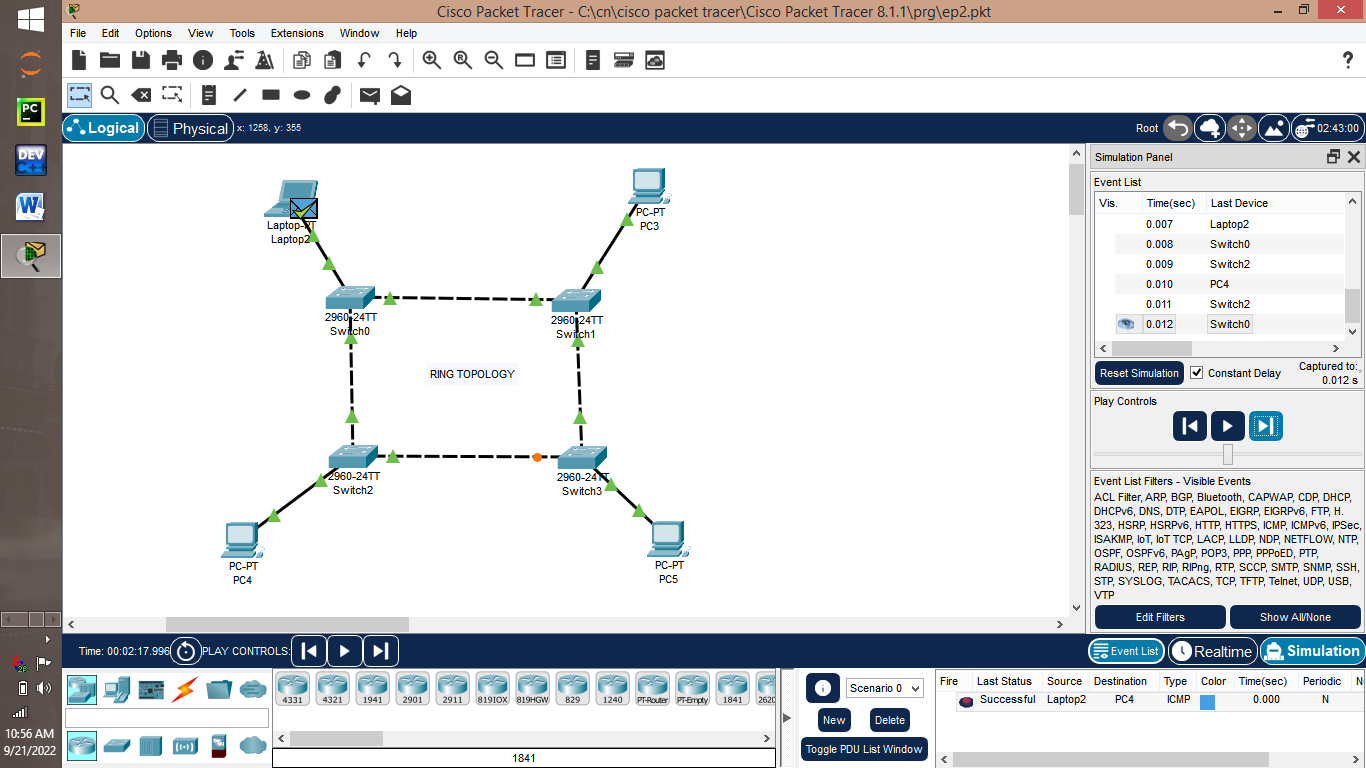 Cisco Packet Tracer - C:\cn\cisco packet tracer\Cisco Packet Tracer 8.1.1\prg\ep2.pkt
File Edit Options View Tools Extensions Window Help
Logical Physical x: 1258, y: 355 Root 02:43:00
PC
DEV
C++
W
Laptop-PT
Laptop2
PC-PT
PC3
2960-24TT
Switch0
2960-24TT
Switch1
RING TOPOLOGY
2960-24TT
Switch2
2960-24TT
Switch3
PC-PT
PC4
PC-PT
PC5
Simulation Panel
Event List
Vis. Time(sec) Last Device
0.007 Laptop2
0.008 Switch0
0.009 Switch2
0.010 PC4
0.011 Switch2
0.012 Switch0
Reset Simulation Constant Delay Captured to:
0.012 s
Play Controls
Event List Filters - Visible Events
ACL Filter, ARP, BGP, Bluetooth, CAPWAP, CDP, DHCP,
DHCPv6, DNS, DTP, EAPOL, EIGRP, EIGRPv6, FTP, H.
323, HSRP, HSRPv6, HTTP, HTTPS, ICMP, ICMPv6, IPSec,
ISAKMP, IoT, IoT TCP, LACP, LLDP, NDP, NETFLOW, NTP,
OSPF, OSPFv6, PAgP, POP3, PPP, PPPoED, PTP,
RADIUS, REP, RIP, RIPng, RTP, SCCP, SMTP, SNMP, SSH,
STP, SYSLOG, TACACS, TCP, TFTP, Telnet, UDP, USB,
VTP
Edit Filters Show All/None
Time: 00:02:17.996 PLAY CONTROLS: Event List Realtime Simulation
4331 4321 1941 2901 2911 819IOX 819HGW 829 1240 PT-Router PT-Empty 1841 2620
1841
Scenario 0
New Delete
Toggle PDU List Window
Fire Last Status Source Destination Type Color Time(sec) Periodic N
Successful Laptop2 PC4 ICMP 0.000 N
10:56 AM
9/21/2022